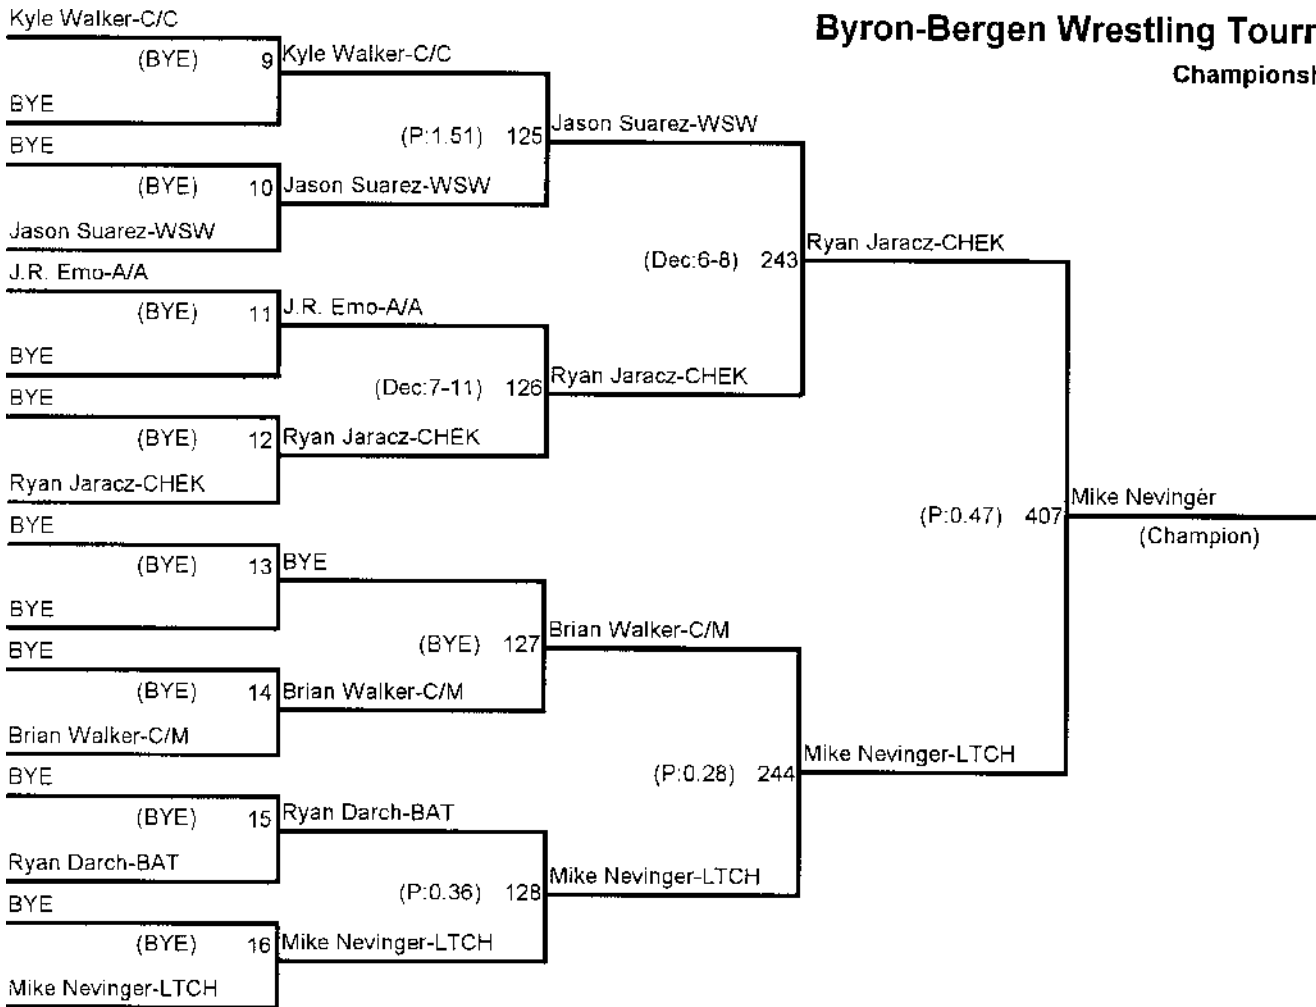 Byron-Bergen Wrestling Tourn
Championsh
Kyle Walker-C/C
(BYE) 9 Kyle Walker-C/C
BYE
(P:1.51) 125 Jason Suarez-WSW
BYE
(BYE) 10 Jason Suarez-WSW
Jason Suarez-WSW
(Dec:6-8) 243 Ryan Jaracz-CHEK
J.R. Emo-A/A
(BYE) 11 J.R. Emo-A/A
BYE
(Dec:7-11) 126 Ryan Jaracz-CHEK
BYE
(BYE) 12 Ryan Jaracz-CHEK
Ryan Jaracz-CHEK
(P:0.47) 407 Mike Nevinger
(Champion)
BYE
(BYE) 13 BYE
BYE
(BYE) 127 Brian Walker-C/M
BYE
(BYE) 14 Brian Walker-C/M
Brian Walker-C/M
(P:0.28) 244 Mike Nevinger-LTCH
BYE
(BYE) 15 Ryan Darch-BAT
Ryan Darch-BAT
(P:0.36) 128 Mike Nevinger-LTCH
BYE
(BYE) 16 Mike Nevinger-LTCH
Mike Nevinger-LTCH